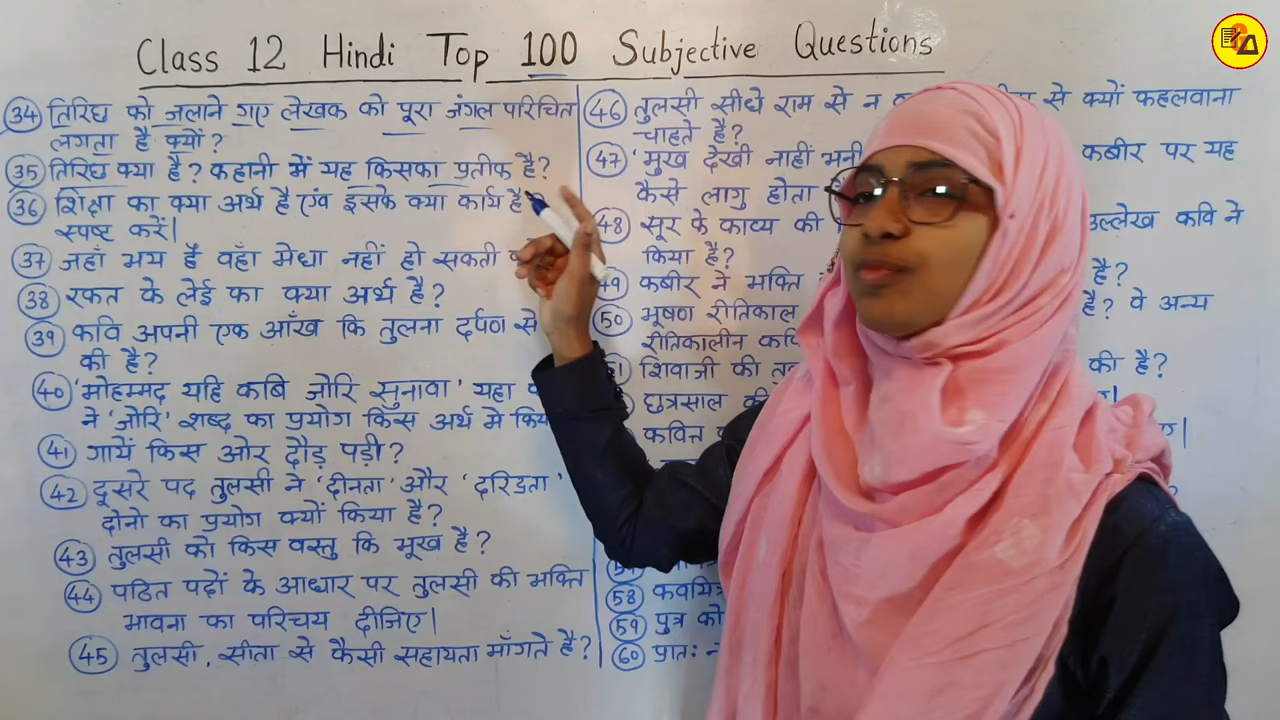 Class 12 Hindi Top 100 Subjective Questions
34 तिरिछ को जलाने गए लेखक को पूरा जंगल परिचित
लगता है क्यों?
35 तिरिछ क्या है? कहानी में यह किसका प्रतीक है?
36 शिक्षा का क्या अर्थ है एंव इसके क्या कार्य है?
स्पष्ट करें।
37 जहाँ भय है वहाँ मेधा नहीं हो सकती
38 रकत के लेई का क्या अर्थ है?
39 कवि अपनी एक आँख कि तुलना दर्पण से
की है?
40 'मोहम्मद यहि कबि जोरि सुनावा' यहा
ने 'जोरि' शब्द का प्रयोग किस अर्थ मे
41 गायें किस ओर दौड़ पड़ी?
42 दूसरे पद तुलसी ने 'दीनता' और 'दरिद्रता'
दोनो का प्रयोग क्यों किया है?
43 तुलसी को किस वस्तु कि भूख है?
44 पठित पदों के आधार पर तुलसी की भक्ति
भावना का परिचय दीजिए।
45 तुलसी, सीता से कैसी सहायता माँगते है?
46 तुलसी सीधे राम से न से क्यों कहलवाना
चाहते है?
47 'मुख देखी नाहीं भनी कबीर पर यह
कैसे लागु होता
48 सूर के काव्य की उल्लेख कवि ने
किया है?
49 कबीर ने भक्ति है?
50 भूषण रीतिकाल है? वे अन्य
रीतिकालीन
शिवाजी की की है?
छत्रसाल की
कवित्त
58
59 पुत्र को
60 प्रातः